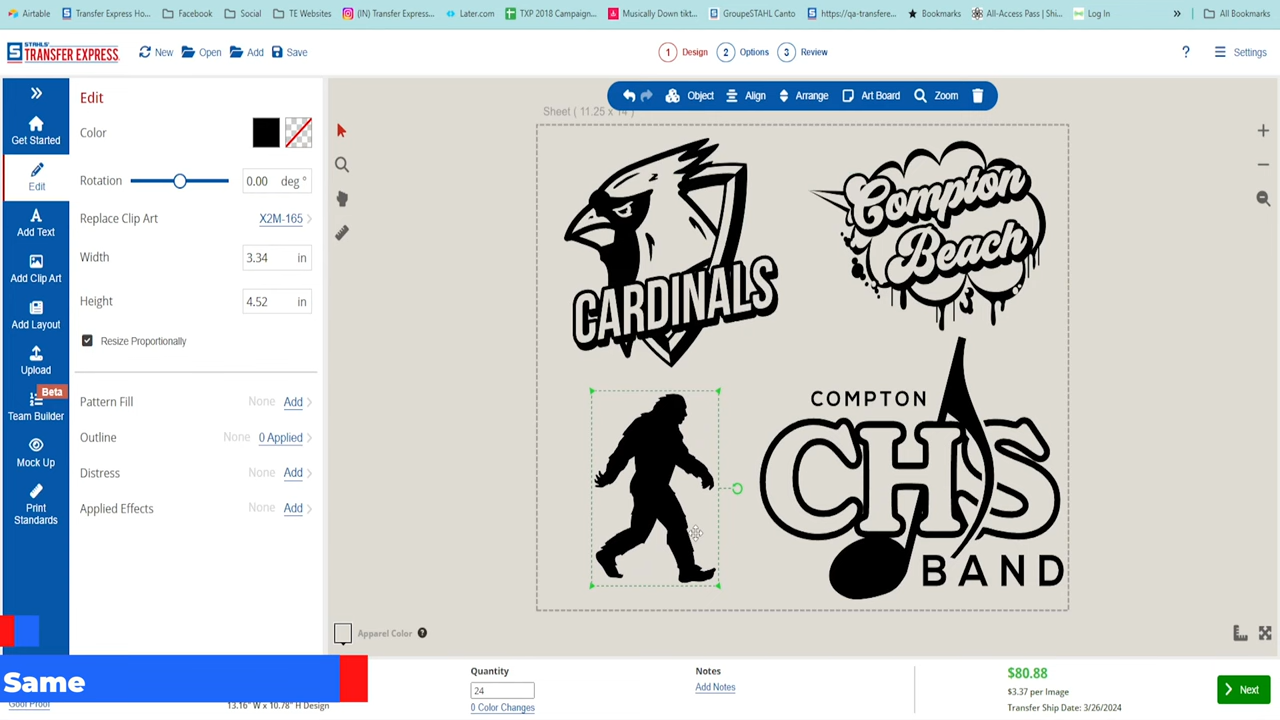 Airtable
Transfer Express Ho...
Facebook
Social
TE Websites
(IN) Transfer Express...
Later.com
TXP 2018 Campaign...
Musically Down tikt...
GroupeSTAHL Canto
https://qa-transfere...
Bookmarks
All-Access Pass | Shi...
Log In
»
All Bookmarks
STAHLS'
TRANSFER EXPRESS
New
Open
Add
Save
1 Design
2 Options
3 Review
?
Settings
Get Started
Edit
Add Text
Add Clip Art
Add Layout
Upload
Beta
Team Builder
Mock Up
Print Standards
Edit
Color
Rotation
0.00 deg °
Replace Clip Art
X2M-165
Width
3.34 in
Height
4.52 in
Resize Proportionally
Pattern Fill
None
Add
Outline
None
0 Applied
Distress
None
Add
Applied Effects
None
Add
Object
Align
Arrange
Art Board
Zoom
Sheet ( 11.25 x 14 )
CARDINALS
Compton
Beach
COMPTON
CHS
BAND
Apparel Color
?
Same
Goof Proof
13.16" W x 10.78" H Design
Quantity
24
0 Color Changes
Notes
Add Notes
$80.88
$3.37 per Image
Transfer Ship Date: 3/26/2024
Next